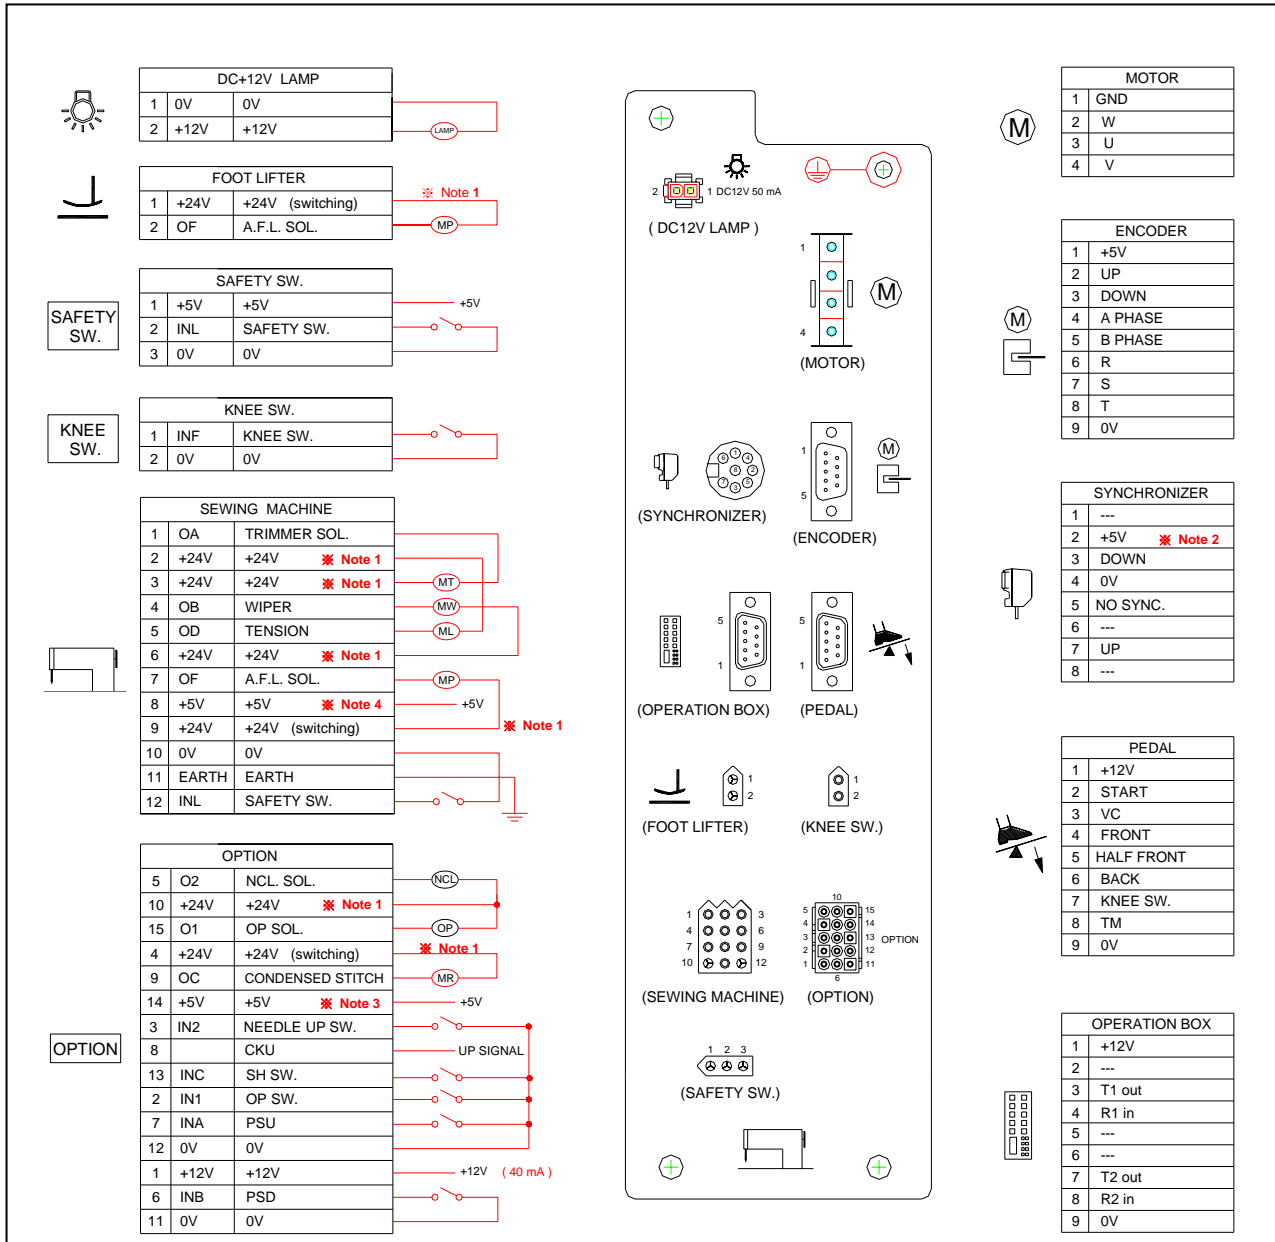 DC+12V LAMP
1 0V 0V
2 +12V +12V LAMP
FOOT LIFTER
1 +24V +24V (switching) ※ Note 1
2 OF A.F.L. SOL. MP
SAFETY SW.
SAFETY SW.
1 +5V +5V +5V
2 INL SAFETY SW.
3 0V 0V
KNEE SW.
KNEE SW.
1 INF KNEE SW.
2 0V 0V
SEWING MACHINE
1 OA TRIMMER SOL.
2 +24V +24V ※ Note 1
3 +24V +24V ※ Note 1 MT
4 OB WIPER MW
5 OD TENSION ML
6 +24V +24V ※ Note 1
7 OF A.F.L. SOL. MP
8 +5V +5V ※ Note 4 +5V
9 +24V +24V (switching) ※ Note 1
10 0V 0V
11 EARTH EARTH
12 INL SAFETY SW.
OPTION
OPTION
5 O2 NCL. SOL. NCL
10 +24V +24V ※ Note 1
15 O1 OP SOL. OP
4 +24V +24V (switching) ※ Note 1
9 OC CONDENSED STITCH MR
14 +5V +5V ※ Note 3 +5V
3 IN2 NEEDLE UP SW.
8 CKU UP SIGNAL
13 INC SH SW.
2 IN1 OP SW.
7 INA PSU
12 0V 0V
1 +12V +12V +12V ( 40 mA )
6 INB PSD
11 0V 0V
2 1 DC12V 50 mA
( DC12V LAMP )
1
M
4
(MOTOR)
6 1 4
8 2
7 3 5
(SYNCHRONIZER)
1
M
5
(ENCODER)
5
1
(OPERATION BOX)
5
1
(PEDAL)
1
2
(FOOT LIFTER)
1
2
(KNEE SW.)
1 3
4 6
7 9
10 12
(SEWING MACHINE)
10
5 15
4 14
3 13 OPTION
2 12
1 11
6
(OPTION)
1 2 3
(SAFETY SW.)
M
MOTOR
1 GND
2 W
3 U
4 V
M
ENCODER
1 +5V
2 UP
3 DOWN
4 A PHASE
5 B PHASE
6 R
7 S
8 T
9 0V
SYNCHRONIZER
1 ---
2 +5V ※ Note 2
3 DOWN
4 0V
5 NO SYNC.
6 ---
7 UP
8 ---
PEDAL
1 +12V
2 START
3 VC
4 FRONT
5 HALF FRONT
6 BACK
7 KNEE SW.
8 TM
9 0V
OPERATION BOX
1 +12V
2 ---
3 T1 out
4 R1 in
5 ---
6 ---
7 T2 out
8 R2 in
9 0V